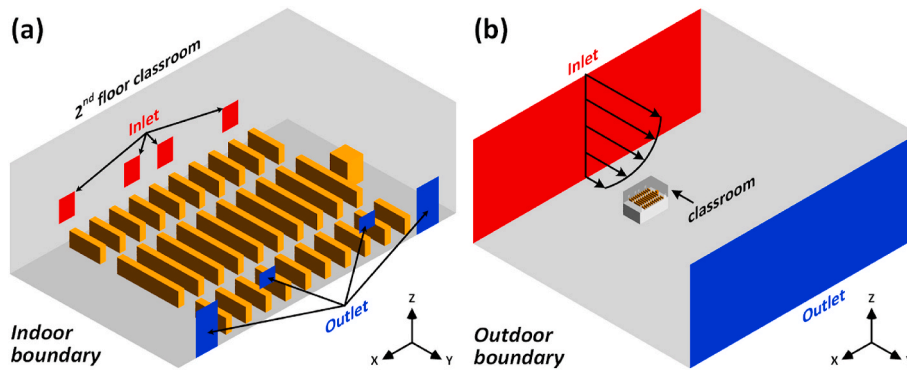 (a)
2nd floor classroom
Inlet
Outlet
Indoor
boundary
Z
X
Y
(b)
Inlet
classroom
Outlet
Outdoor
boundary
Z
X
Y